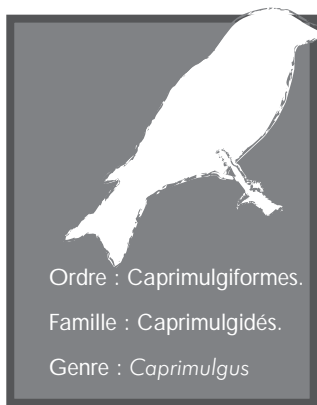 Ordre : Caprimulgiformes.
Famille : Caprimulgidés.
Genre : Caprimulgus